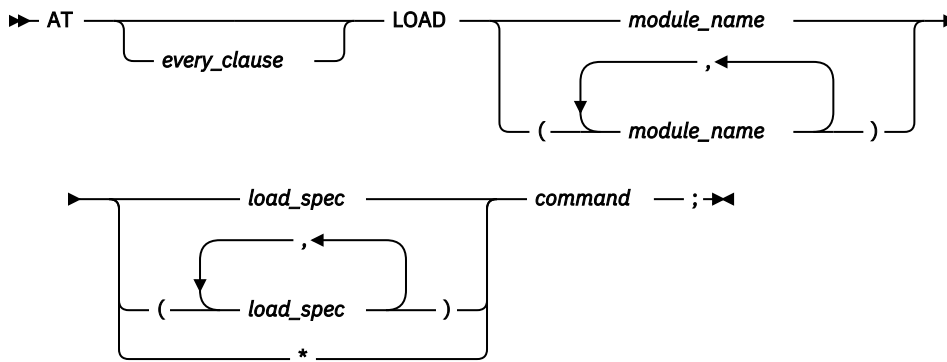 AT LOAD module_name
every_clause
,
( module_name )
load_spec command ;
,
( load_spec )
*